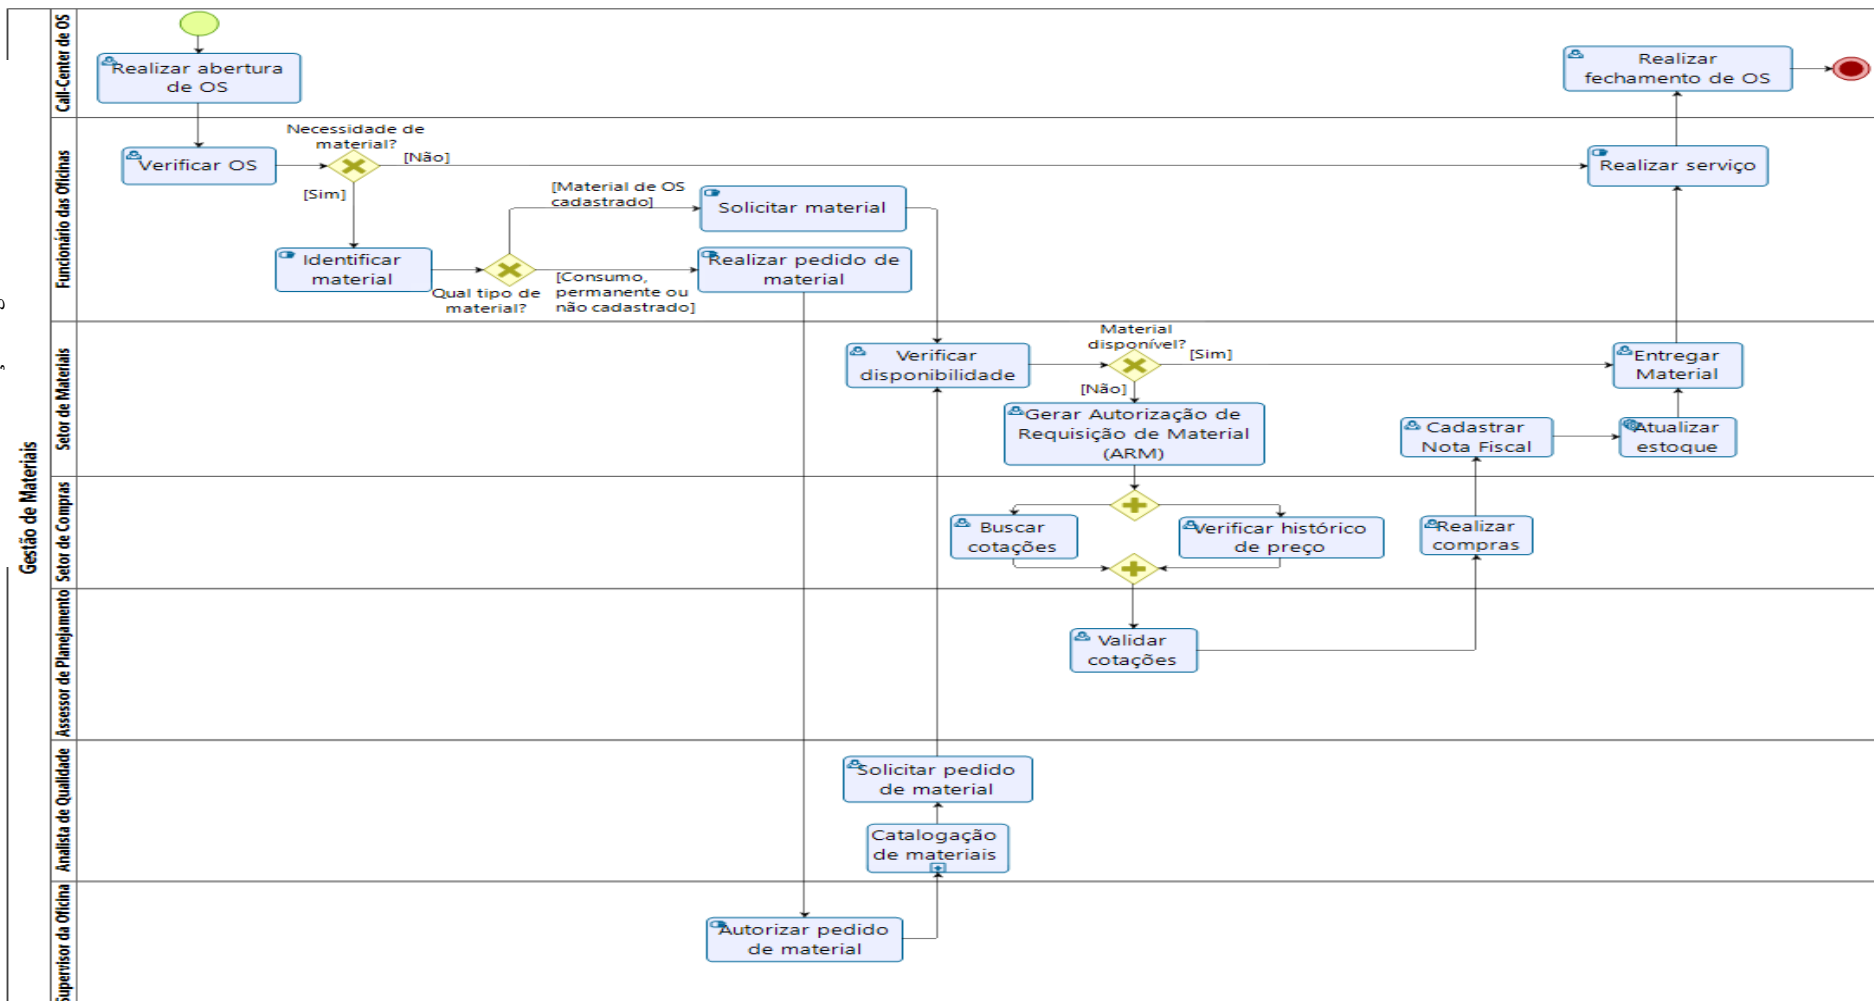 Gestão de Materiais
Call-Center de OS
Realizar abertura
de OS
Realizar
fechamento de OS
Funcionário das Oficinas
Verificar OS
Necessidade de
material?
[Não]
[Sim]
Identificar
material
Qual tipo de
material?
[Material de OS
cadastrado]
[Consumo,
permanente ou
não cadastrado]
Solicitar material
Realizar pedido de
material
Realizar serviço
Setor de Materiais
Verificar
disponibilidade
Material
disponível?
[Sim]
[Não]
Gerar Autorização de
Requisição de Material
(ARM)
Cadastrar
Nota Fiscal
Atualizar
estoque
Entregar
Material
Setor de Compras
Buscar
cotações
Verificar histórico
de preço
Realizar
compras
Assessor de Planejamento
Validar
cotações
Analista de Qualidade
Solicitar pedido
de material
Catalogação
de materiais
Supervisor da Oficina
Autorizar pedido
de material